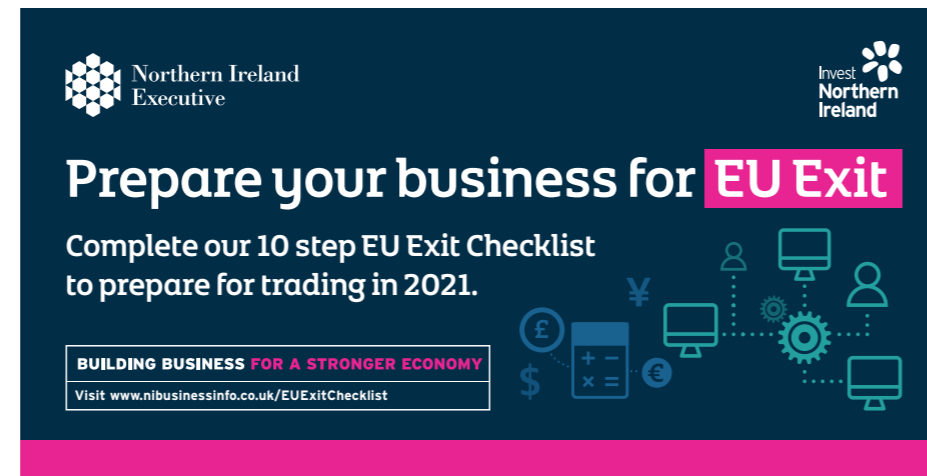 Northern Ireland
Executive
Invest
Northern
Ireland
Prepare your business for EU Exit
Complete our 10 step EU Exit Checklist
to prepare for trading in 2021.
¥
£
$
+ −
× =
€
BUILDING BUSINESS FOR A STRONGER ECONOMY
Visit www.nibusinessinfo.co.uk/EUExitChecklist